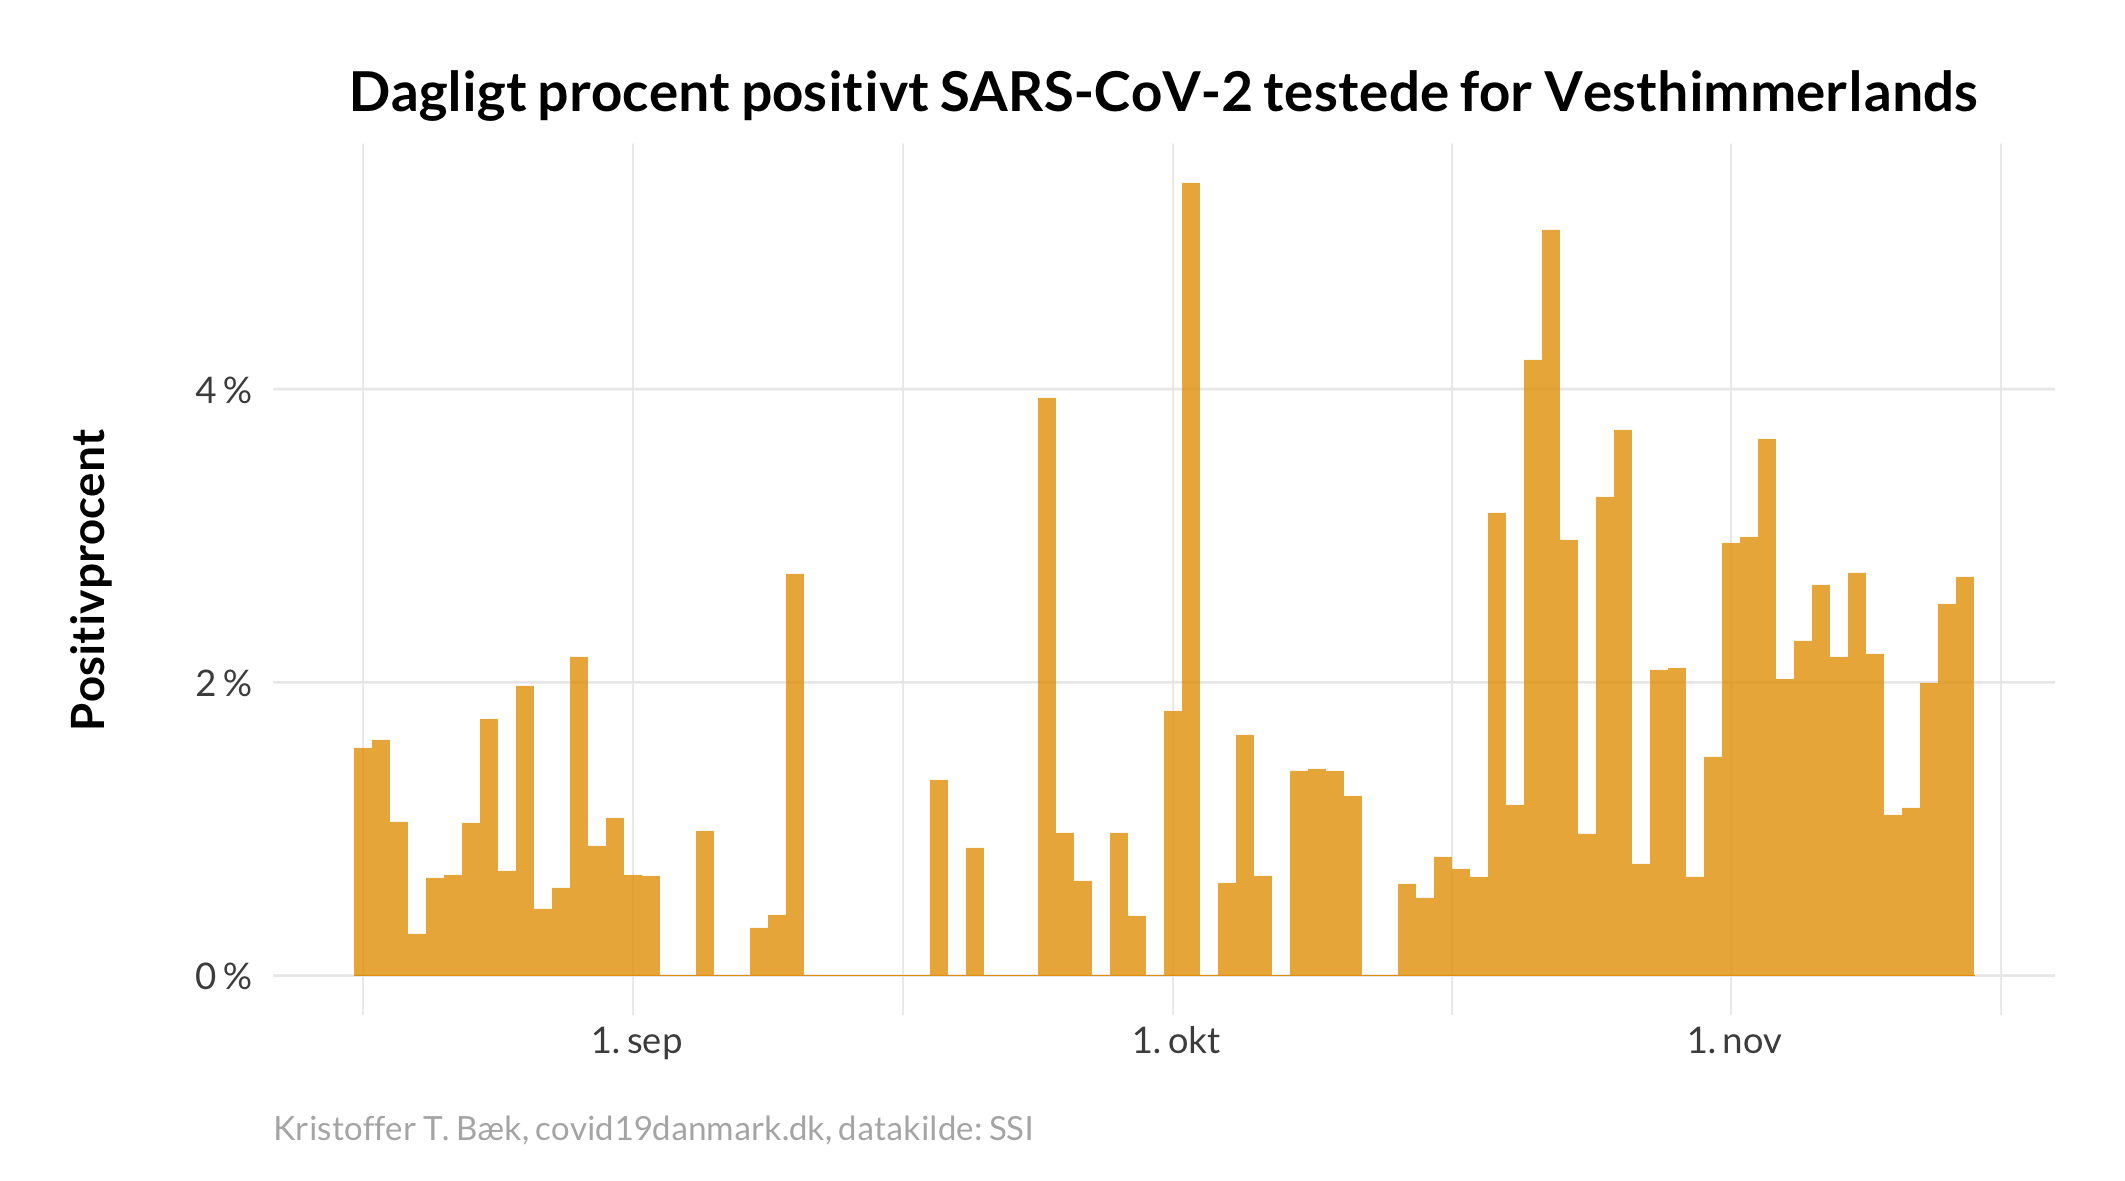 Dagligt procent positivt SARS-CoV-2 testede for Vesthimmerlands
Positivprocent
4 %
2 %
0 %
1. sep
1. okt
1. nov
Kristoffer T. Bæk, covid19danmark.dk, datakilde: SSI